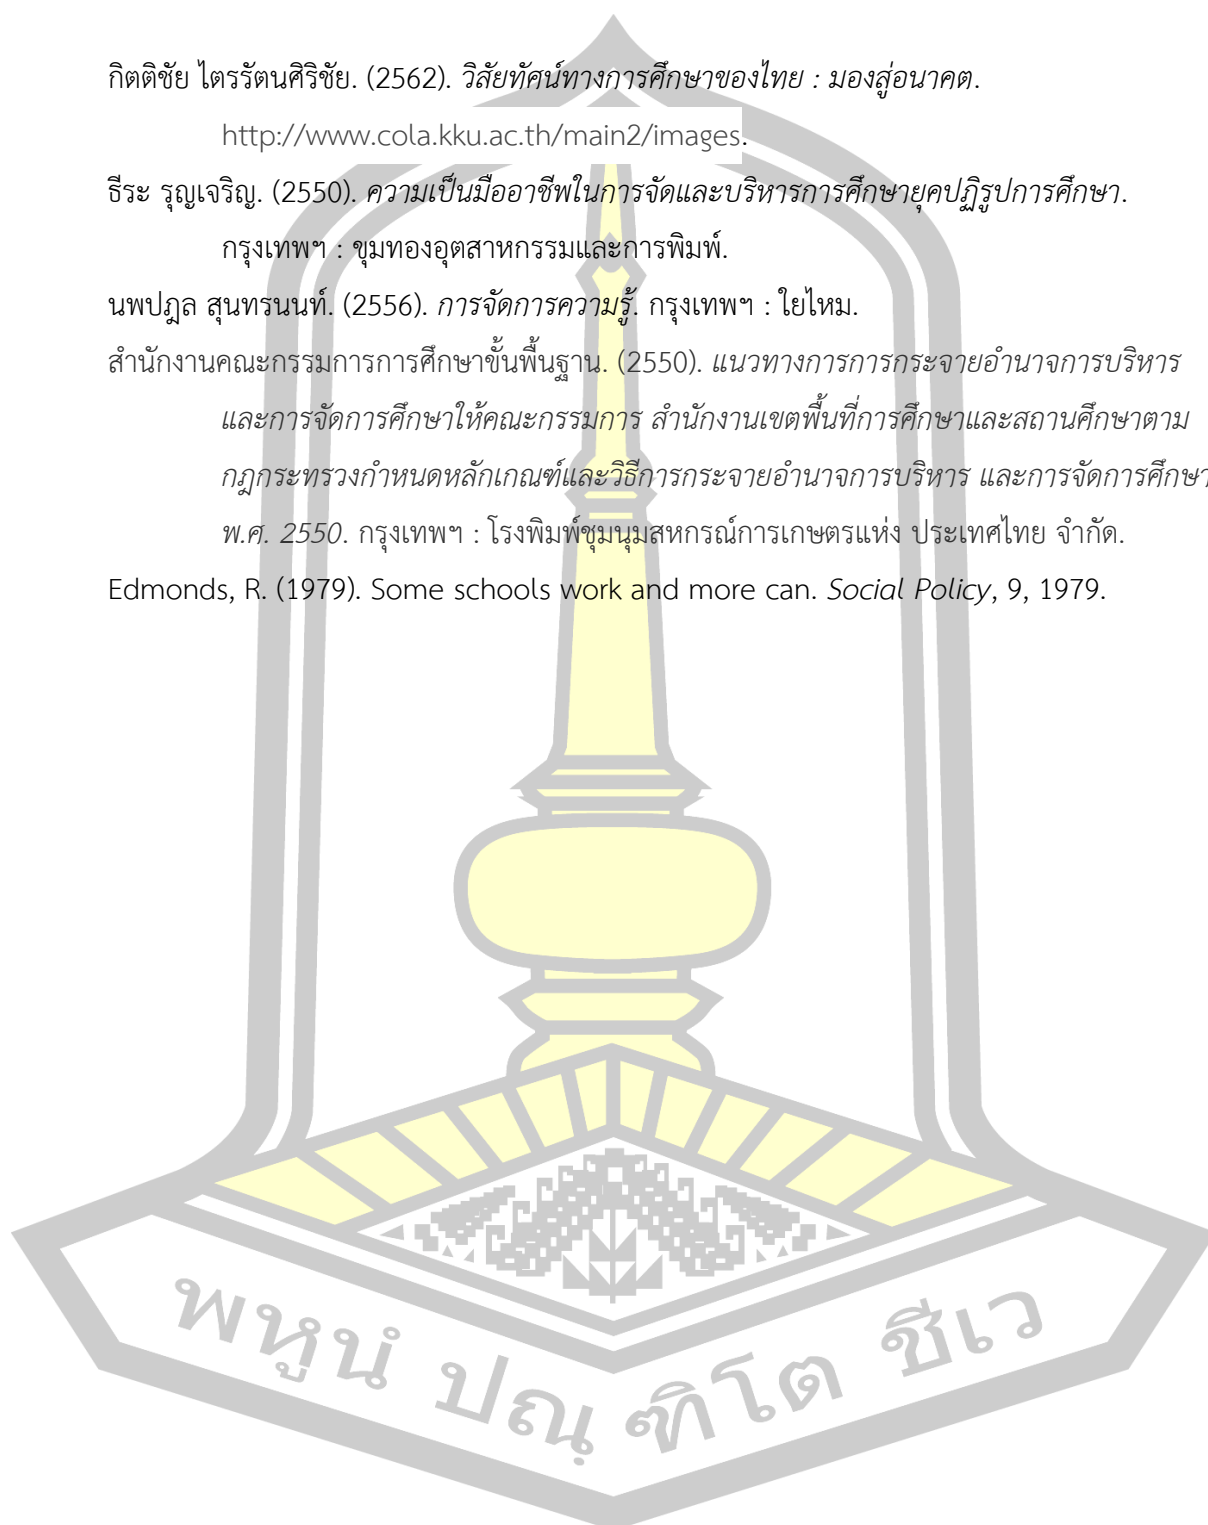 กิตติชัย ไตรรัตนศิริชัย. (2562). วิสัยทัศน์ทางการศึกษาของไทย : มองสู่อนาคต.
http://www.cola.kku.ac.th/main2/images.
ธีระ รุญเจริญ. (2550). ความเป็นมืออาชีพในการจัดและบริหารการศึกษายุคปฏิรูปการศึกษา.
กรุงเทพฯ : ขุมทองอุตสาหกรรมและการพิมพ์.
นพปฎล สุนทรนนท์. (2556). การจัดการความรู้. กรุงเทพฯ : ใยไหม.
สำนักงานคณะกรรมการการศึกษาขั้นพื้นฐาน. (2550). แนวทางการการกระจายอำนาจการบริหาร
และการจัดการศึกษาให้คณะกรรมการ สำนักงานเขตพื้นที่การศึกษาและสถานศึกษาตาม
กฎกระทรวงกำหนดหลักเกณฑ์และวิธีการกระจายอำนาจการบริหาร และการจัดการศึกษา
พ.ศ. 2550. กรุงเทพฯ : โรงพิมพ์ชุมนุมสหกรณ์การเกษตรแห่ง ประเทศไทย จำกัด.
Edmonds, R. (1979). Some schools work and more can. Social Policy, 9, 1979.
พหูนํ ปณฺฑิโต ชีเว